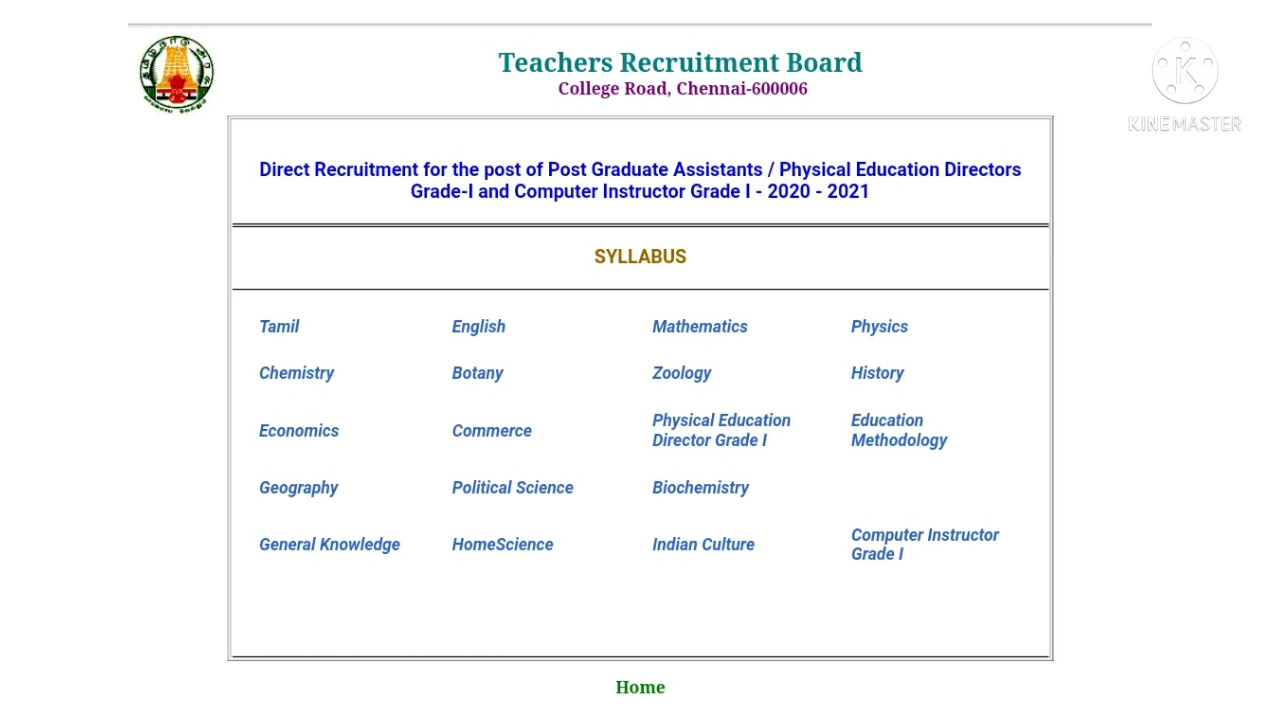 Teachers Recruitment Board
College Road, Chennai-600006
KINEMASTER
Direct Recruitment for the post of Post Graduate Assistants / Physical Education Directors
Grade-I and Computer Instructor Grade I - 2020 - 2021
SYLLABUS
Tamil English Mathematics Physics
Chemistry Botany Zoology History
Economics Commerce Physical Education Director Grade I Education Methodology
Geography Political Science Biochemistry
General Knowledge HomeScience Indian Culture Computer Instructor Grade I
Home